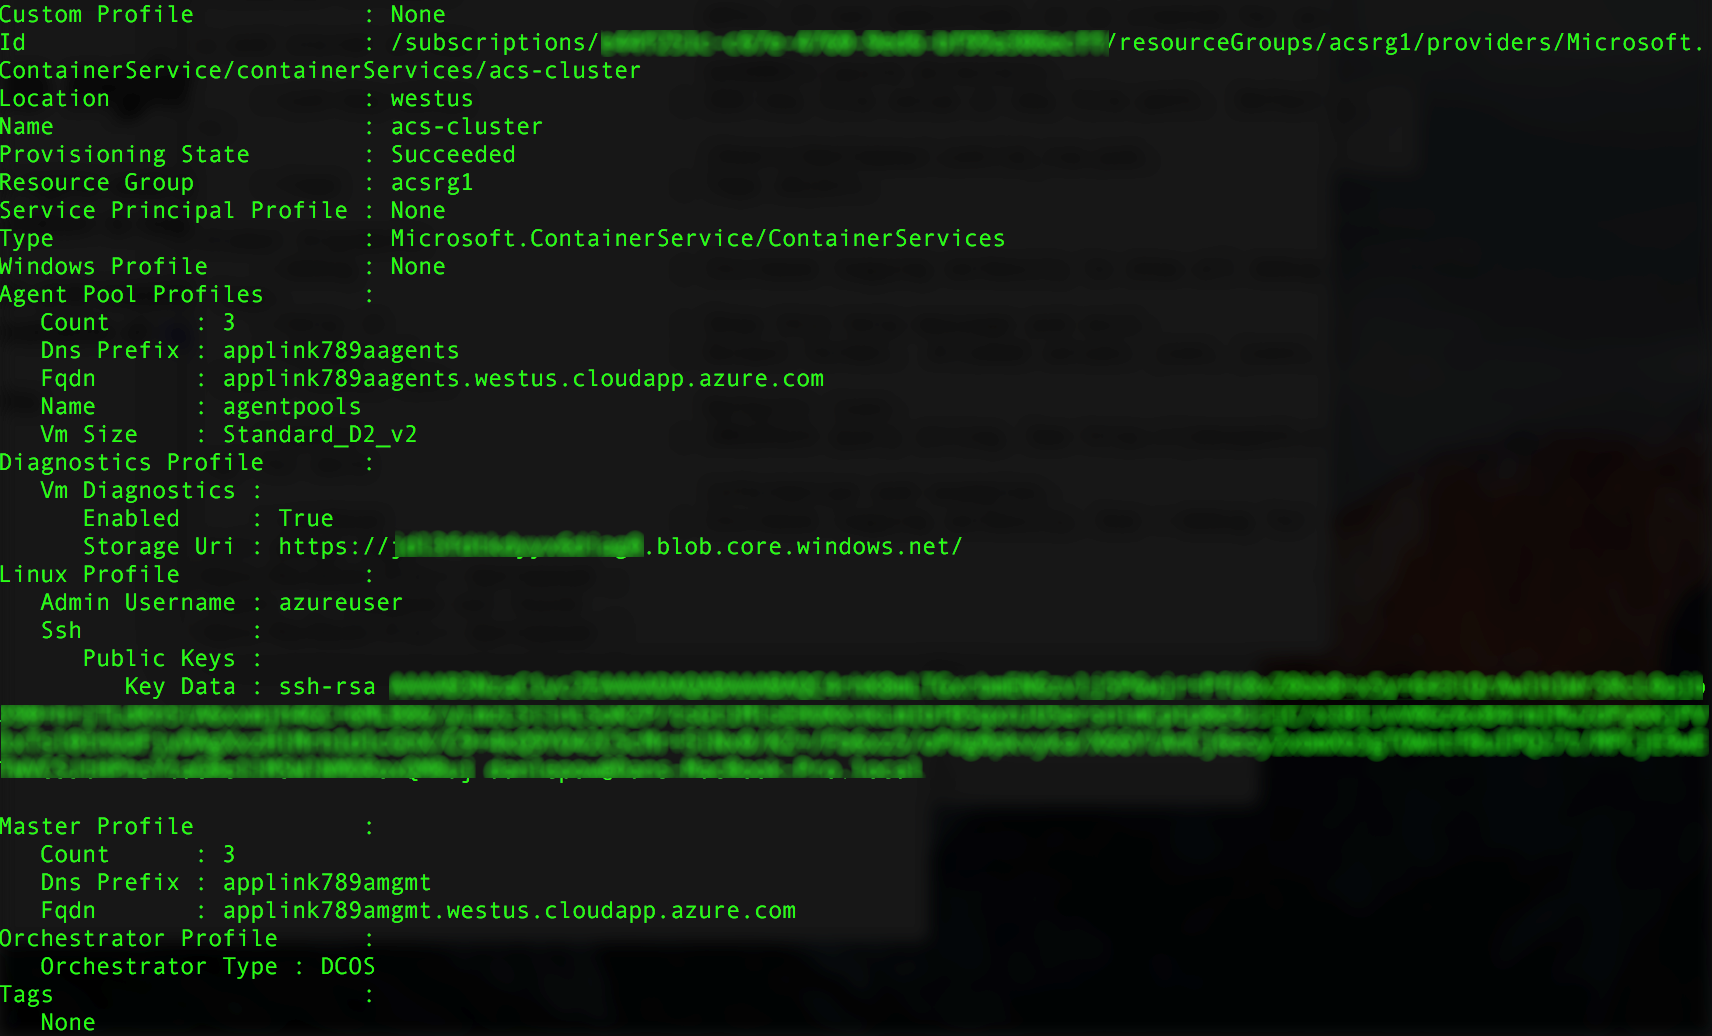 Custom Profile : None
Id : /subscriptions/ /resourceGroups/acsrg1/providers/Microsoft.
ContainerService/containerServices/acs-cluster
Location : westus
Name : acs-cluster
Provisioning State : Succeeded
Resource Group : acsrg1
Service Principal Profile : None
Type : Microsoft.ContainerService/ContainerServices
Windows Profile : None
Agent Pool Profiles :
Count : 3
Dns Prefix : applink789aagents
Fqdn : applink789aagents.westus.cloudapp.azure.com
Name : agentpools
Vm Size : Standard_D2_v2
Diagnostics Profile :
Vm Diagnostics :
Enabled : True
Storage Uri : https:// .blob.core.windows.net/
Linux Profile :
Admin Username : azureuser
Ssh :
Public Keys :
Key Data : ssh-rsa
Master Profile :
Count : 3
Dns Prefix : applink789amgmt
Fqdn : applink789amgmt.westus.cloudapp.azure.com
Orchestrator Profile :
Orchestrator Type : DCOS
Tags :
None